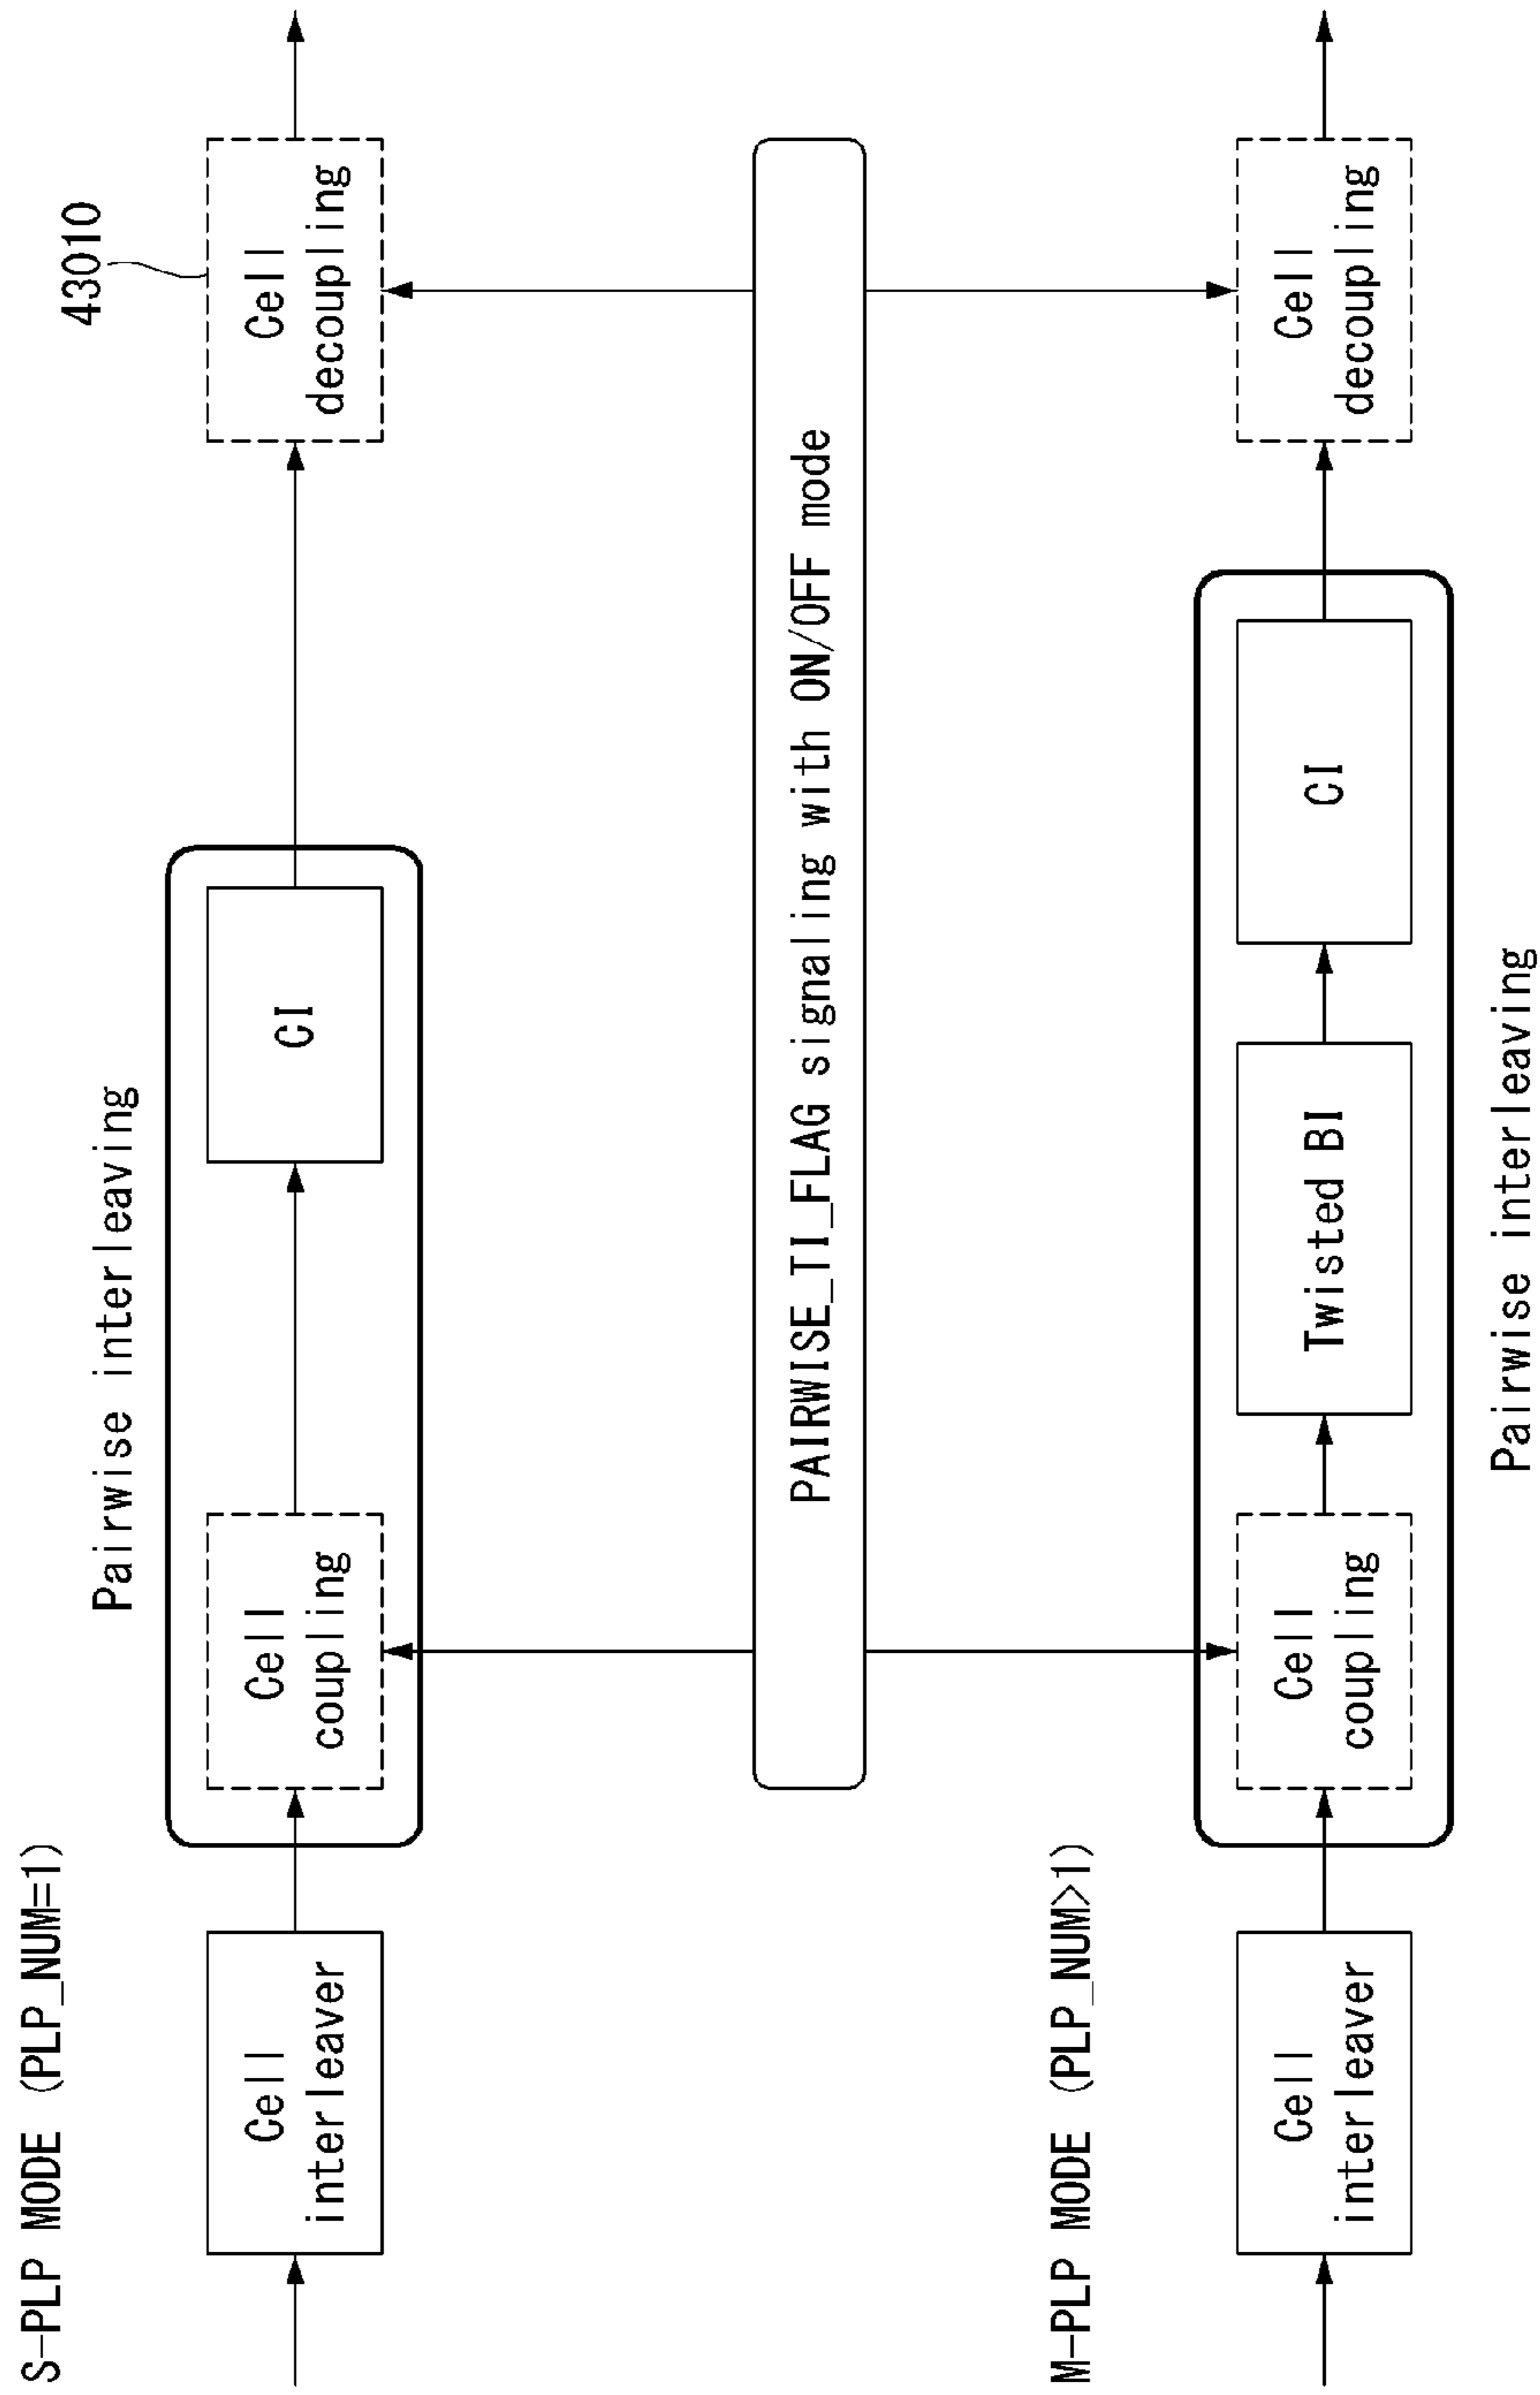 S-PLP MODE (PLP_NUM=1)
43010
Pairwise interleaving
Cell
interleaver
Cell
coupling
CI
Cell
decoupling
PAIRWISE_TI_FLAG signaling with ON/OFF mode
M-PLP MODE (PLP_NUM>1)
Cell
interleaver
Cell
coupling
Twisted BI
CI
Cell
decoupling
Pairwise interleaving